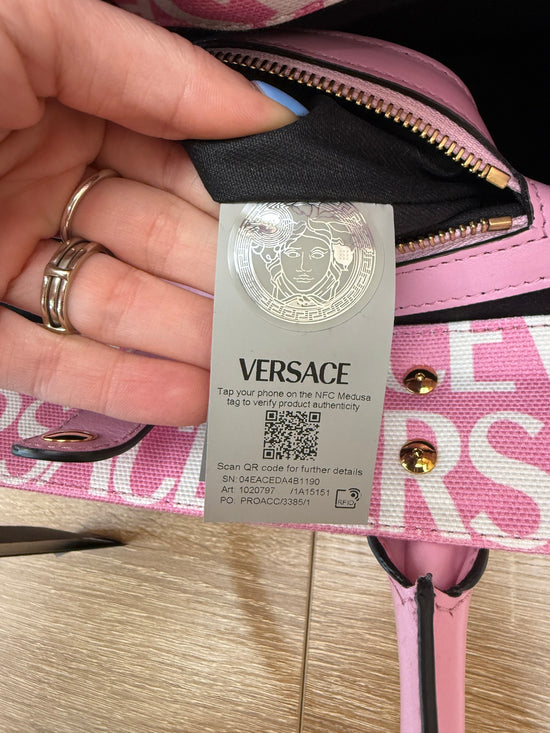 VERSACE
Tap your phone on the NFC Medusa
tag to verify product authenticity
Scan QR code for further details
SN: 04EACEDA4B1190
Art: 1020797 /1A15151
PO: PROACC/3385/1
RFID